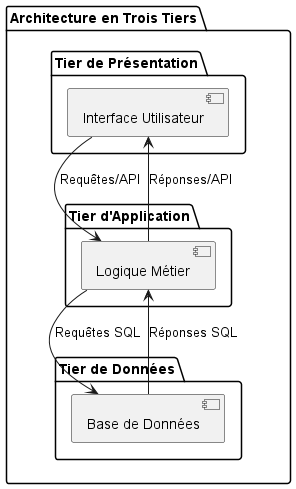 Architecture en Trois Tiers
Tier de Présentation
Interface Utilisateur
Requêtes/API
Réponses/API
Tier d'Application
Logique Métier
Requêtes SQL
Réponses SQL
Tier de Données
Base de Données